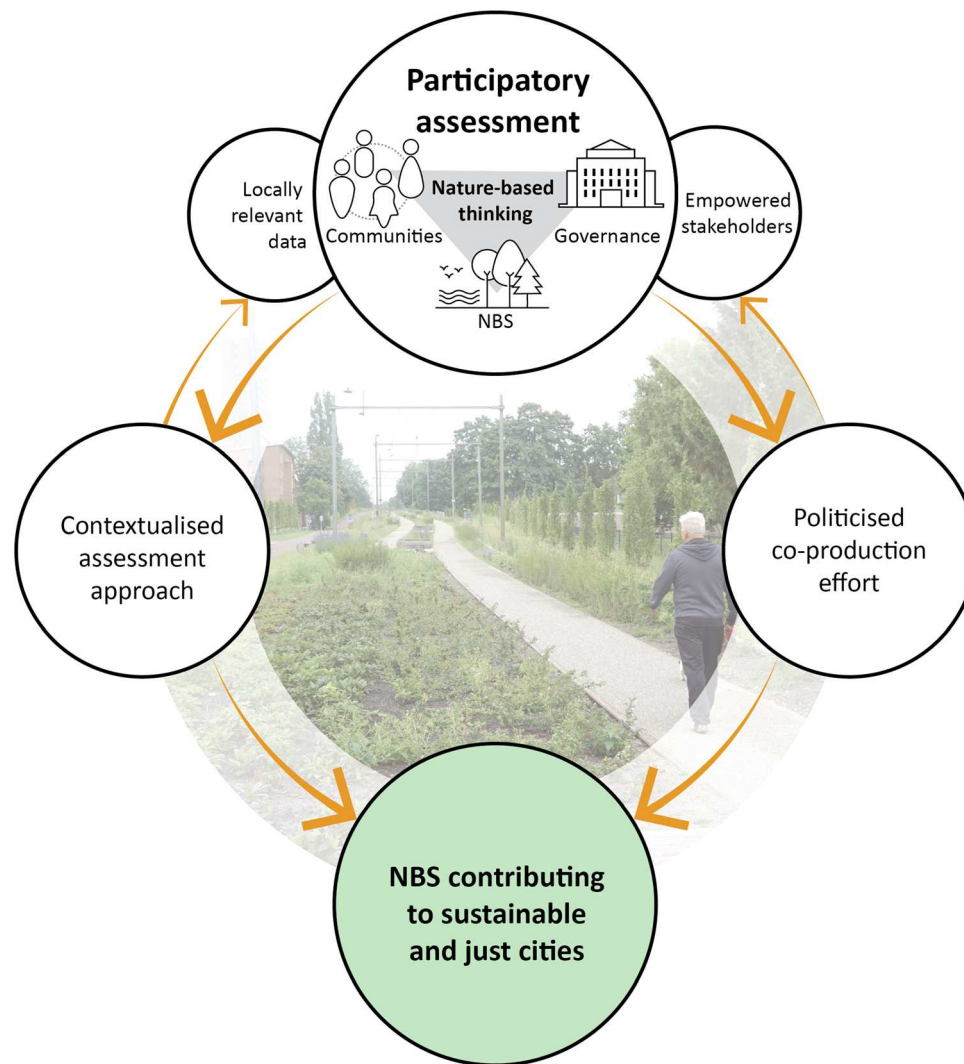 Participatory
assessment
Locally
relevant
data
Nature-based
thinking
Communities
Governance
NBS
Empowered
stakeholders
Contextualised
assessment
approach
Politicised
co-production
effort
NBS contributing
to sustainable
and just cities